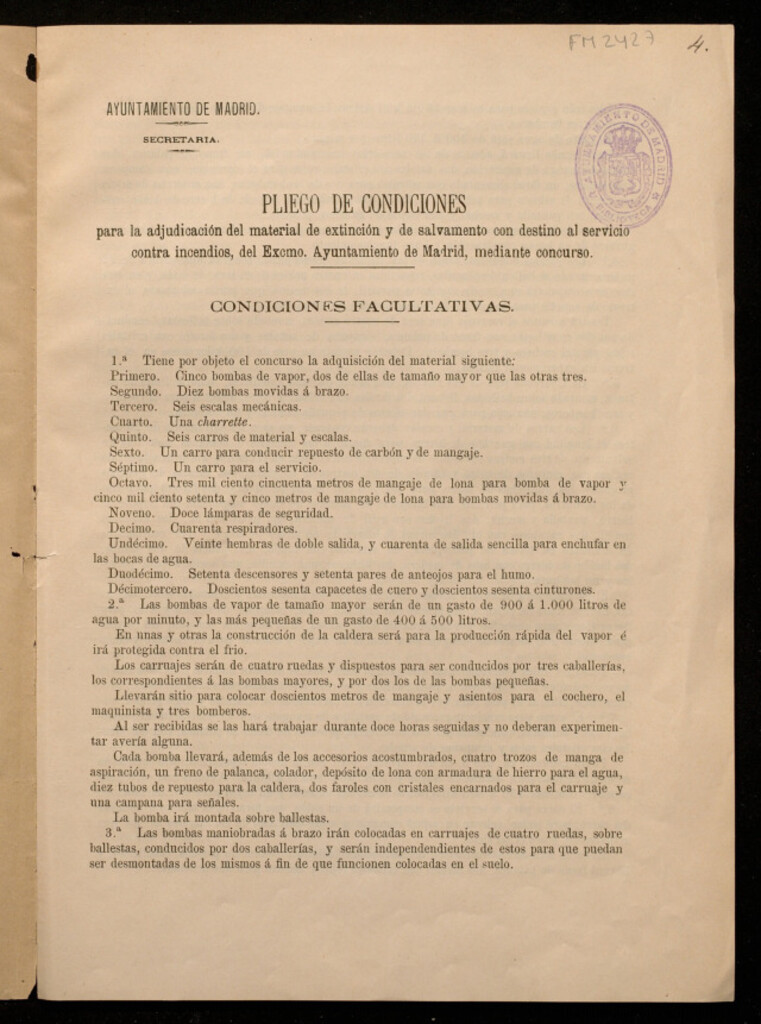 FM 2427
4.
AYUNTAMIENTO DE MADRID.
SECRETARIA.
AYUNTAMIENTO DE MADRID
BIBLIOTECA
PLIEGO DE CONDICIONES
para la adjudicación del material de extinción y de salvamento con destino al servicio
contra incendios, del Excmo. Ayuntamiento de Madrid, mediante concurso.
CONDICIONES FACULTATIVAS.
1.ª Tiene por objeto el concurso la adquisición del material siguiente:
Primero. Cinco bombas de vapor, dos de ellas de tamaño mayor que las otras tres.
Segundo. Diez bombas movidas á brazo.
Tercero. Seis escalas mecánicas.
Cuarto. Una charrette.
Quinto. Seis carros de material y escalas.
Sexto. Un carro para conducir repuesto de carbón y de mangaje.
Séptimo. Un carro para el servicio.
Octavo. Tres mil ciento cincuenta metros de mangaje de lona para bomba de vapor y
cinco mil ciento setenta y cinco metros de mangaje de lona para bombas movidas á brazo.
Noveno. Doce lámparas de seguridad.
Decimo. Cuarenta respiradores.
Undécimo. Veinte hembras de doble salida, y cuarenta de salida sencilla para enchufar en
las bocas de agua.
Duodécimo. Setenta descensores y setenta pares de anteojos para el humo.
Décimotercero. Doscientos sesenta capacetes de cuero y doscientos sesenta cinturones.
2.ª Las bombas de vapor de tamaño mayor serán de un gasto de 900 á 1.000 litros de
agua por minuto, y las más pequeñas de un gasto de 400 á 500 litros.
En unas y otras la construcción de la caldera será para la producción rápida del vapor é
irá protegida contra el frio.
Los carruajes serán de cuatro ruedas y dispuestos para ser conducidos por tres caballerías,
los correspondientes á las bombas mayores, y por dos los de las bombas pequeñas.
Llevarán sitio para colocar doscientos metros de mangaje y asientos para el cochero, el
maquinista y tres bomberos.
Al ser recibidas se las hará trabajar durante doce horas seguidas y no deberan experimen-
tar avería alguna.
Cada bomba llevará, además de los accesorios acostumbrados, cuatro trozos de manga de
aspiración, un freno de palanca, colador, depósito de lona con armadura de hierro para el agua,
diez tubos de repuesto para la caldera, dos faroles con cristales encarnados para el carruaje y
una campana para señales.
La bomba irá montada sobre ballestas.
3.ª Las bombas maniobradas á brazo irán colocadas en carruajes de cuatro ruedas, sobre
ballestas, conducidos por dos caballerías, y serán independendientes de estos para que puedan
ser desmontadas de los mismos á fin de que funcionen colocadas en el suelo.